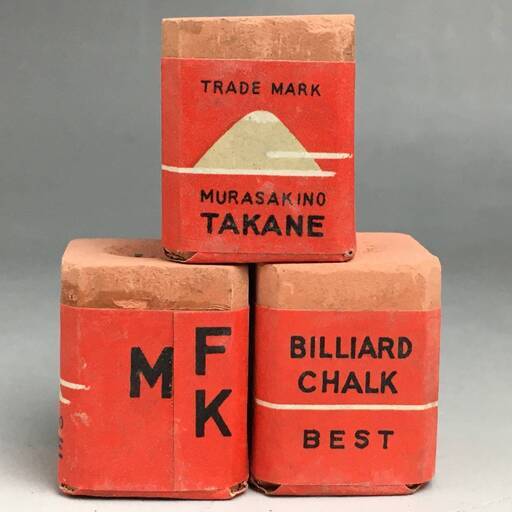 TRADE MARK
MURASAKINO
TAKANE
M
F
K
BILLIARD
CHALK
BEST